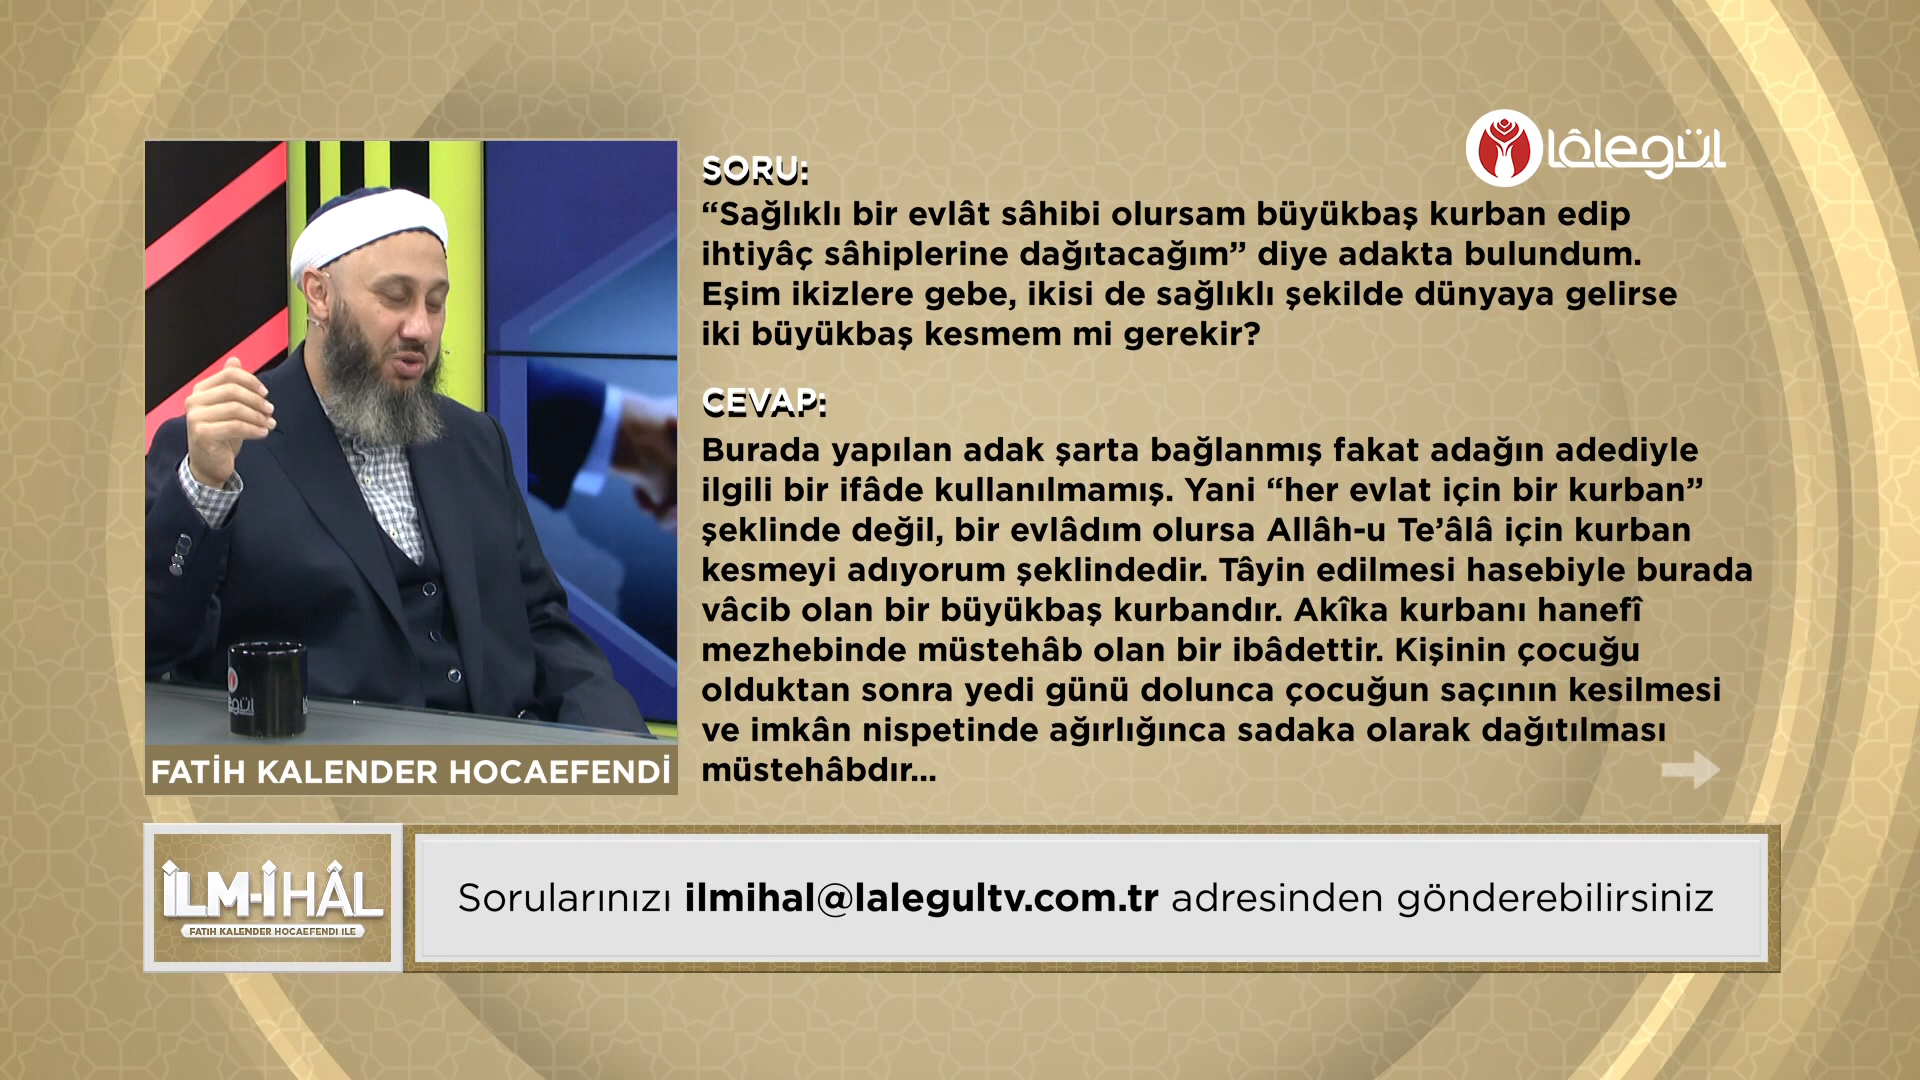 lâlegül
SORU:
“Sağlıklı bir evlât sâhibi olursam büyükbaş kurban edip
ihtiyâç sâhiplerine dağıtacağım” diye adakta bulundum.
Eşim ikizlere gebe, ikisi de sağlıklı şekilde dünyaya gelirse
iki büyükbaş kesmem mi gerekir?
CEVAP:
Burada yapılan adak şarta bağlanmış fakat adağın adediyle
ilgili bir ifâde kullanılmamış. Yani “her evlat için bir kurban”
şeklinde değil, bir evlâdım olursa Allâh-u Te’âlâ için kurban
kesmeyi adıyorum şeklindedir. Tâyin edilmesi hasebiyle burada
vâcib olan bir büyükbaş kurbandır. Akîka kurbanı hanefî
mezhebinde müstehâb olan bir ibâdettir. Kişinin çocuğu
olduktan sonra yedi günü dolunca çocuğun saçının kesilmesi
ve imkân nispetinde ağırlığınca sadaka olarak dağıtılması
müstehâbdır...
FATİH KALENDER HOCAEFENDİ
İLM-İHÂL
FATIH KALENDER HOCAEFENDI ILE
Sorularınızı ilmihal@lalegultv.com.tr adresinden gönderebilirsiniz